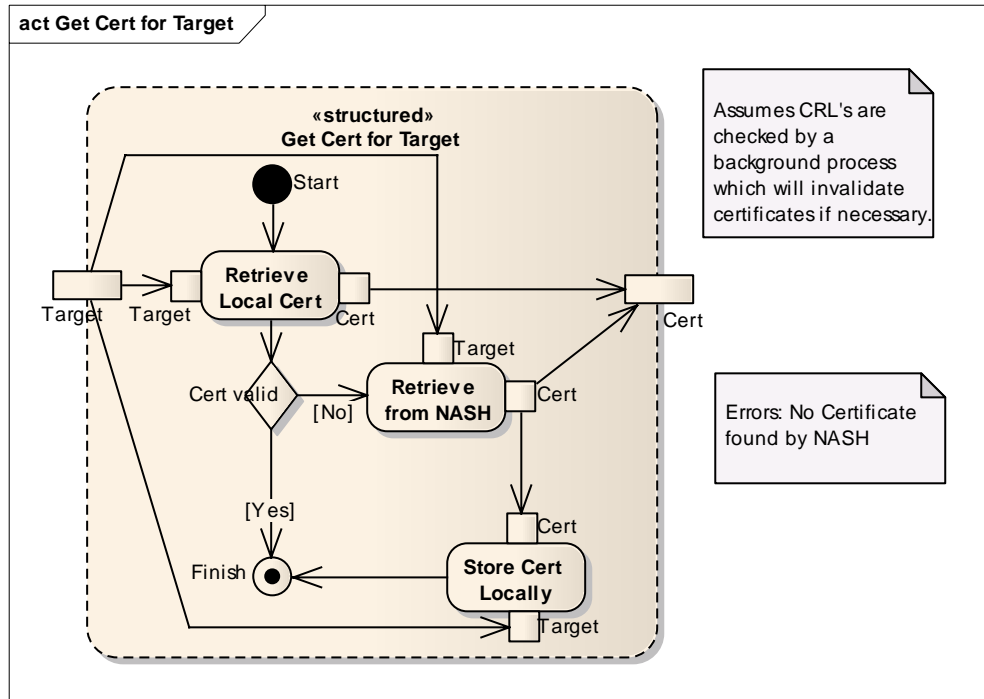 act Get Cert for Target
«structured»
Get Cert for Target
Start
Retrieve
Local Cert
Target
Target
Cert
Cert
Target
Cert valid
[No]
Retrieve
from NASH
Cert
[Yes]
Cert
Finish
Store Cert
Locally
Target
Assumes CRL's are
checked by a
background process
which will invalidate
certificates if necessary.
Errors: No Certificate
found by NASH